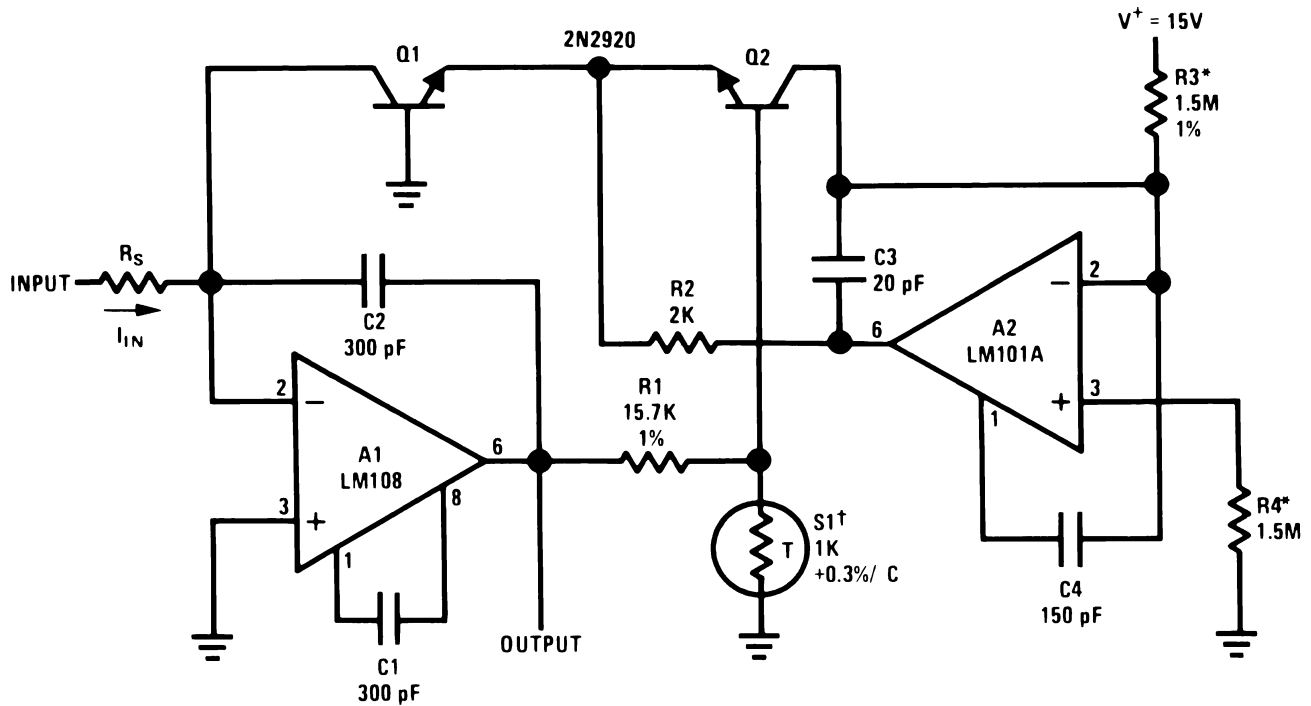 V+ = 15V
2N2920
Q1
Q2
R3*
1.5M
1%
RS
INPUT
IIN
C2
300 pF
C3
20 pF
R2
2K
6
2
−
A2
LM101A
3
+
1
R1
15.7K
1%
2
−
A1
LM108
6
8
3
+
1
S1†
T
1K
+0.3%/ C
R4*
1.5M
C4
150 pF
C1
300 pF
OUTPUT